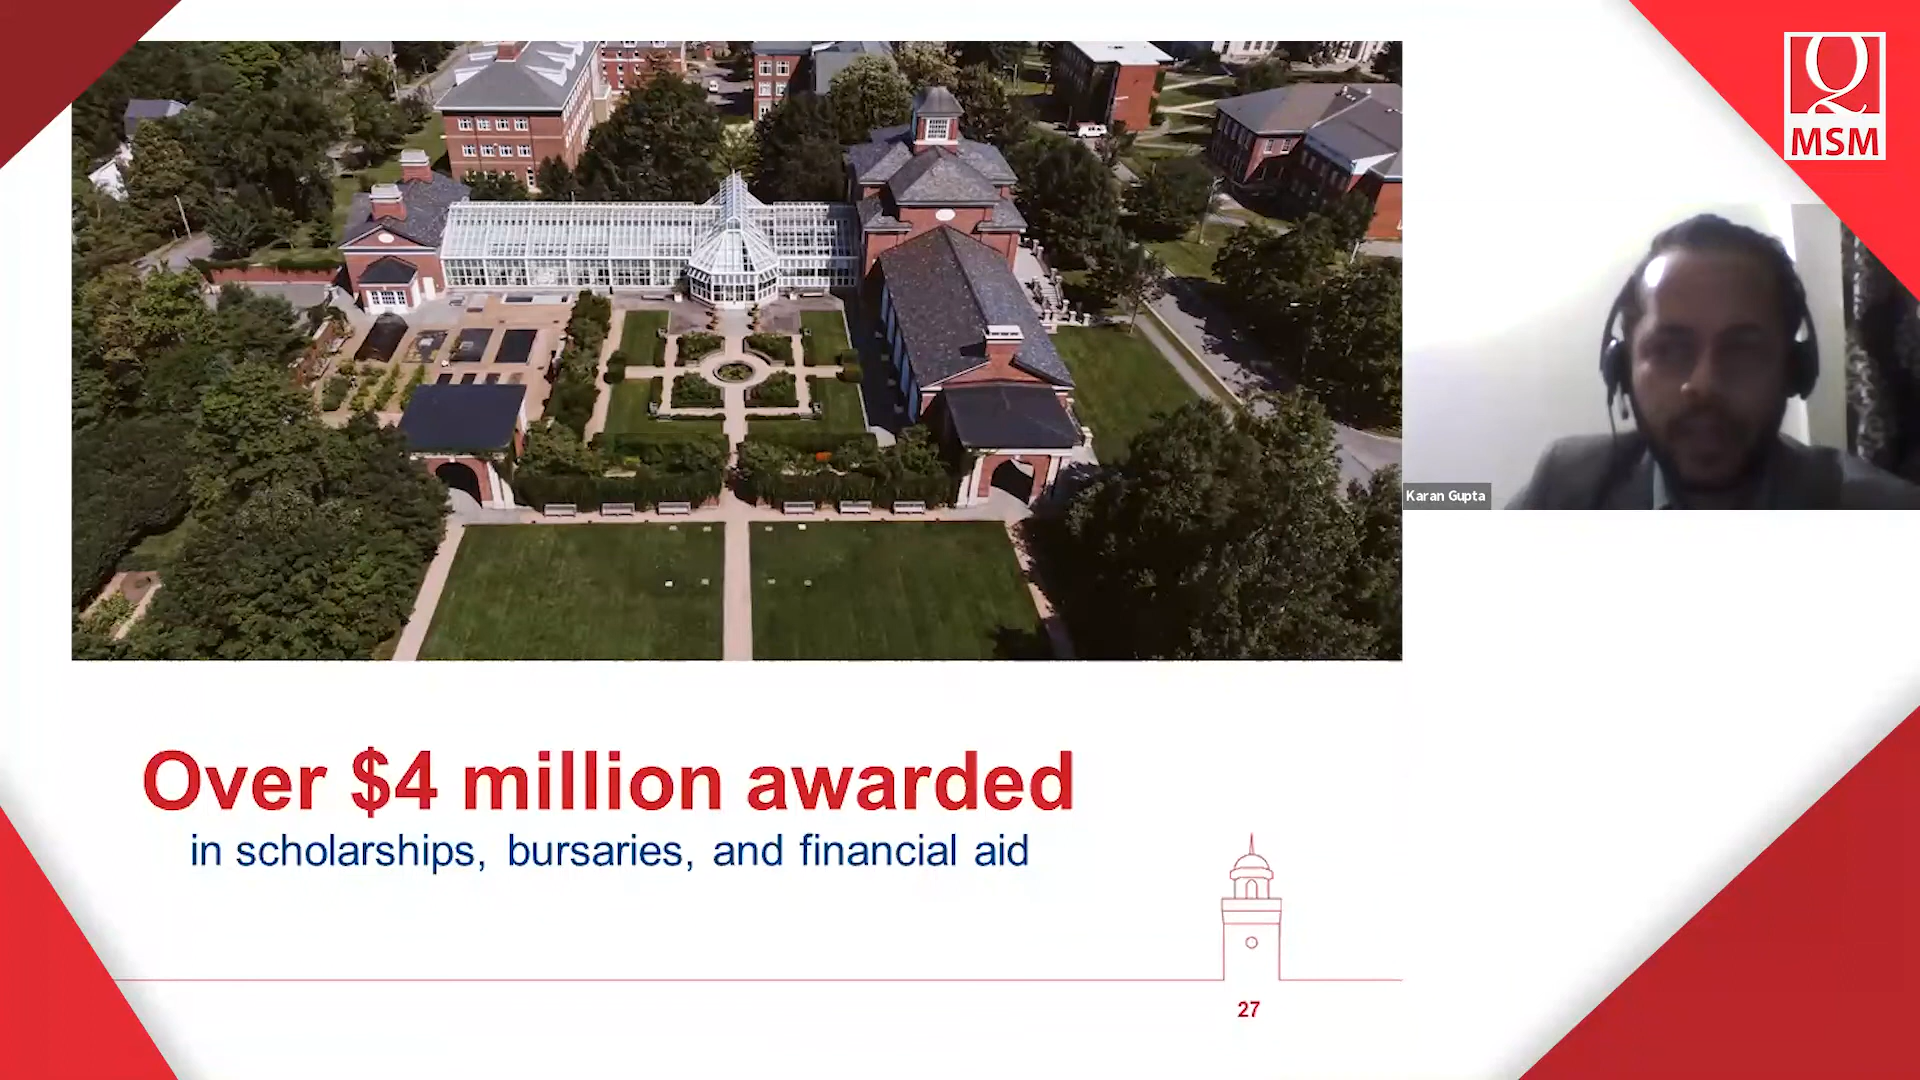 MSM
Karan Gupta
Over $4 million awarded
in scholarships, bursaries, and financial aid
27